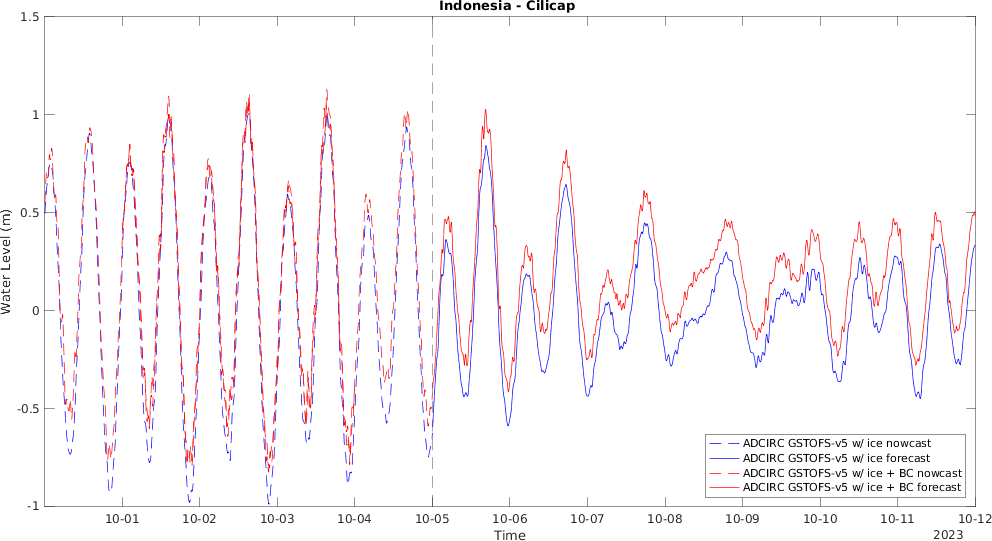 Indonesia - Cilicap
Water Level (m)
1.5
1
0.5
0
-0.5
-1
10-01
10-02
10-03
10-04
10-05
10-06
10-07
10-08
10-09
10-10
10-11
10-12
2023
Time
ADCIRC GSTOFS-v5 w/ ice nowcast
ADCIRC GSTOFS-v5 w/ ice forecast
ADCIRC GSTOFS-v5 w/ ice + BC nowcast
ADCIRC GSTOFS-v5 w/ ice + BC forecast